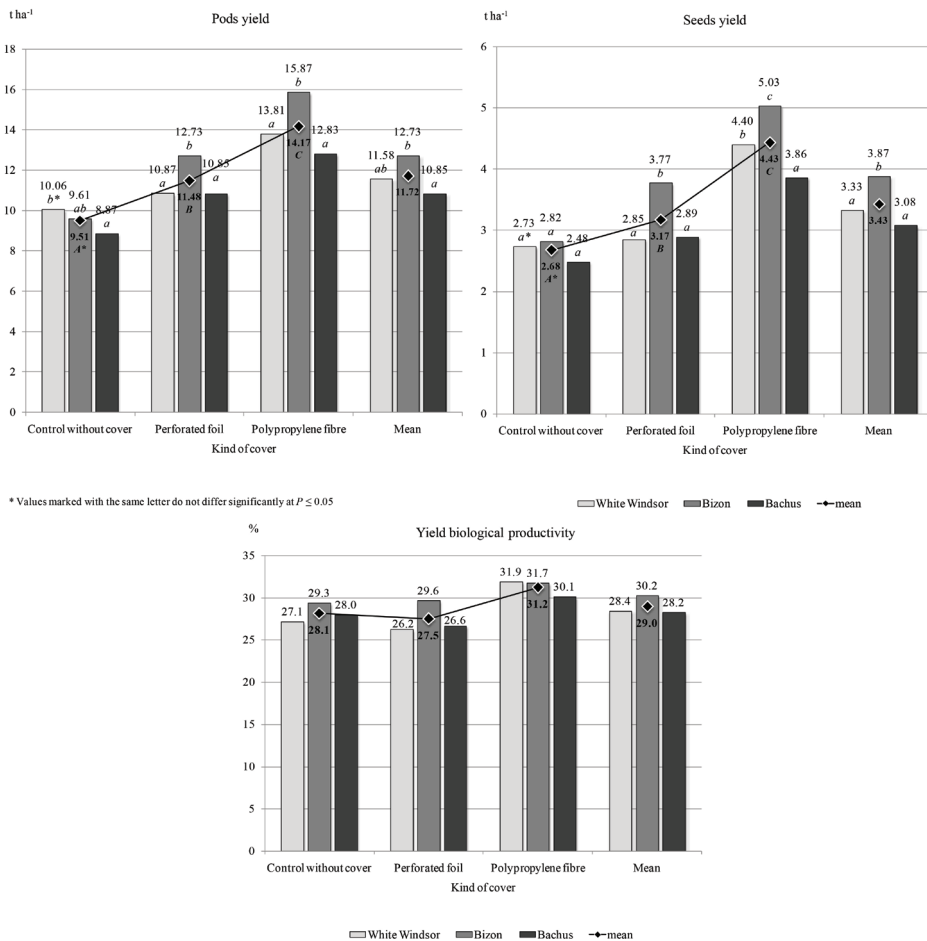 t ha-1
Pods yield
18
16
14
12
10
8
6
4
2
0
10.06
b*
9.61
ab
8.87
a
9.51
A*
10.87
a
12.73
b
10.85
a
11.48
B
13.81
a
15.87
b
12.83
a
14.17
C
11.58
ab
12.73
b
10.85
a
11.72
Control without cover Perforated foil Polypropylene fibre Mean
Kind of cover
t ha-1
Seeds yield
6
5
4
3
2
1
0
2.73
a*
2.82
a
2.48
a
2.68
A*
2.85
a
3.77
b
2.89
a
3.17
B
4.40
b
5.03
c
3.86
a
4.43
C
3.33
a
3.87
b
3.08
a
3.43
Control without cover Perforated foil Polypropylene fibre Mean
Kind of cover
* Values marked with the same letter do not differ significantly at P ≤ 0.05
White Windsor Bizon Bachus mean
%
Yield biological productivity
35
30
25
20
15
10
5
0
27.1 29.3 28.0
28.1
26.2 29.6 26.6
27.5
31.9 31.7 30.1
31.2
28.4 30.2 28.2
29.0
Control without cover Perforated foil Polypropylene fibre Mean
Kind of cover
White Windsor Bizon Bachus mean